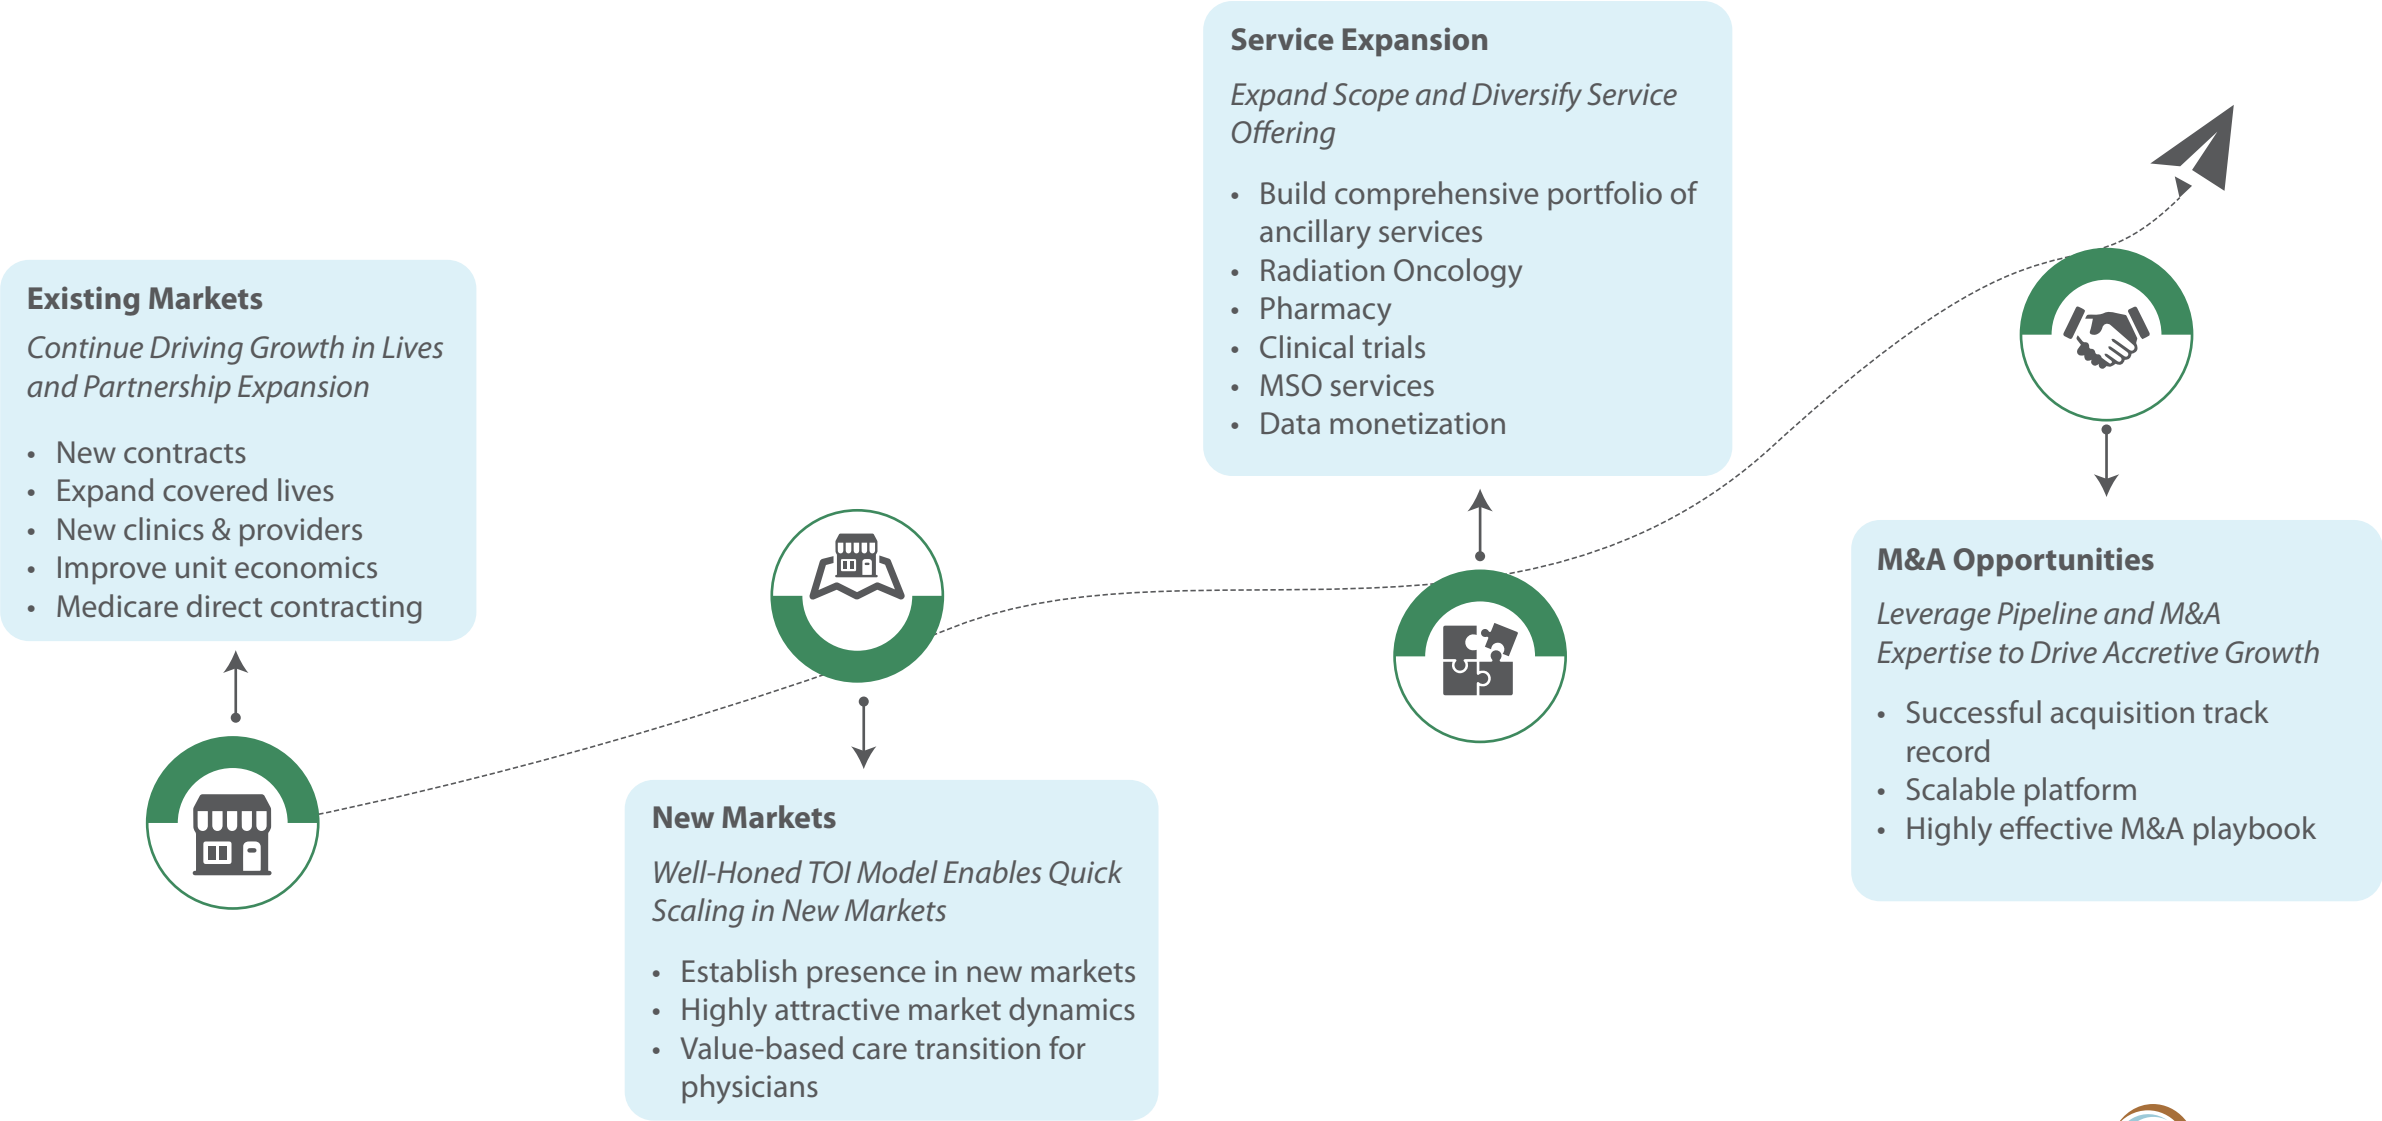 Existing Markets
Continue Driving Growth in Lives
and Partnership Expansion
• New contracts
• Expand covered lives
• New clinics & providers
• Improve unit economics
• Medicare direct contracting
New Markets
Well-Honed TOI Model Enables Quick
Scaling in New Markets
• Establish presence in new markets
• Highly attractive market dynamics
• Value-based care transition for
physicians
Service Expansion
Expand Scope and Diversify Service
Offering
• Build comprehensive portfolio of
ancillary services
• Radiation Oncology
• Pharmacy
• Clinical trials
• MSO services
• Data monetization
M&A Opportunities
Leverage Pipeline and M&A
Expertise to Drive Accretive Growth
• Successful acquisition track
record
• Scalable platform
• Highly effective M&A playbook